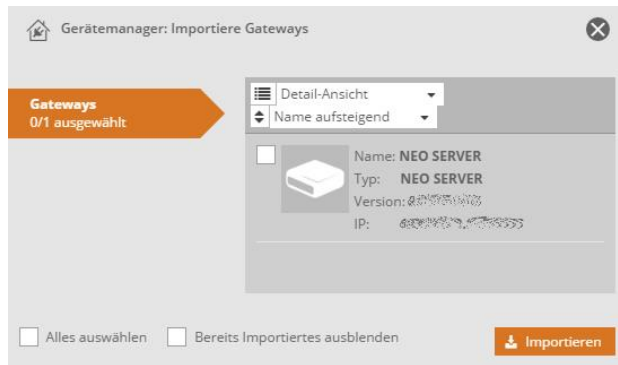 Gerätemanager: Importiere Gateways
Gateways
0/1 ausgewählt
Detail-Ansicht
Name aufsteigend
Name: NEO SERVER
Typ: NEO SERVER
Version:
IP:
Alles auswählen
Bereits Importiertes ausblenden
Importieren